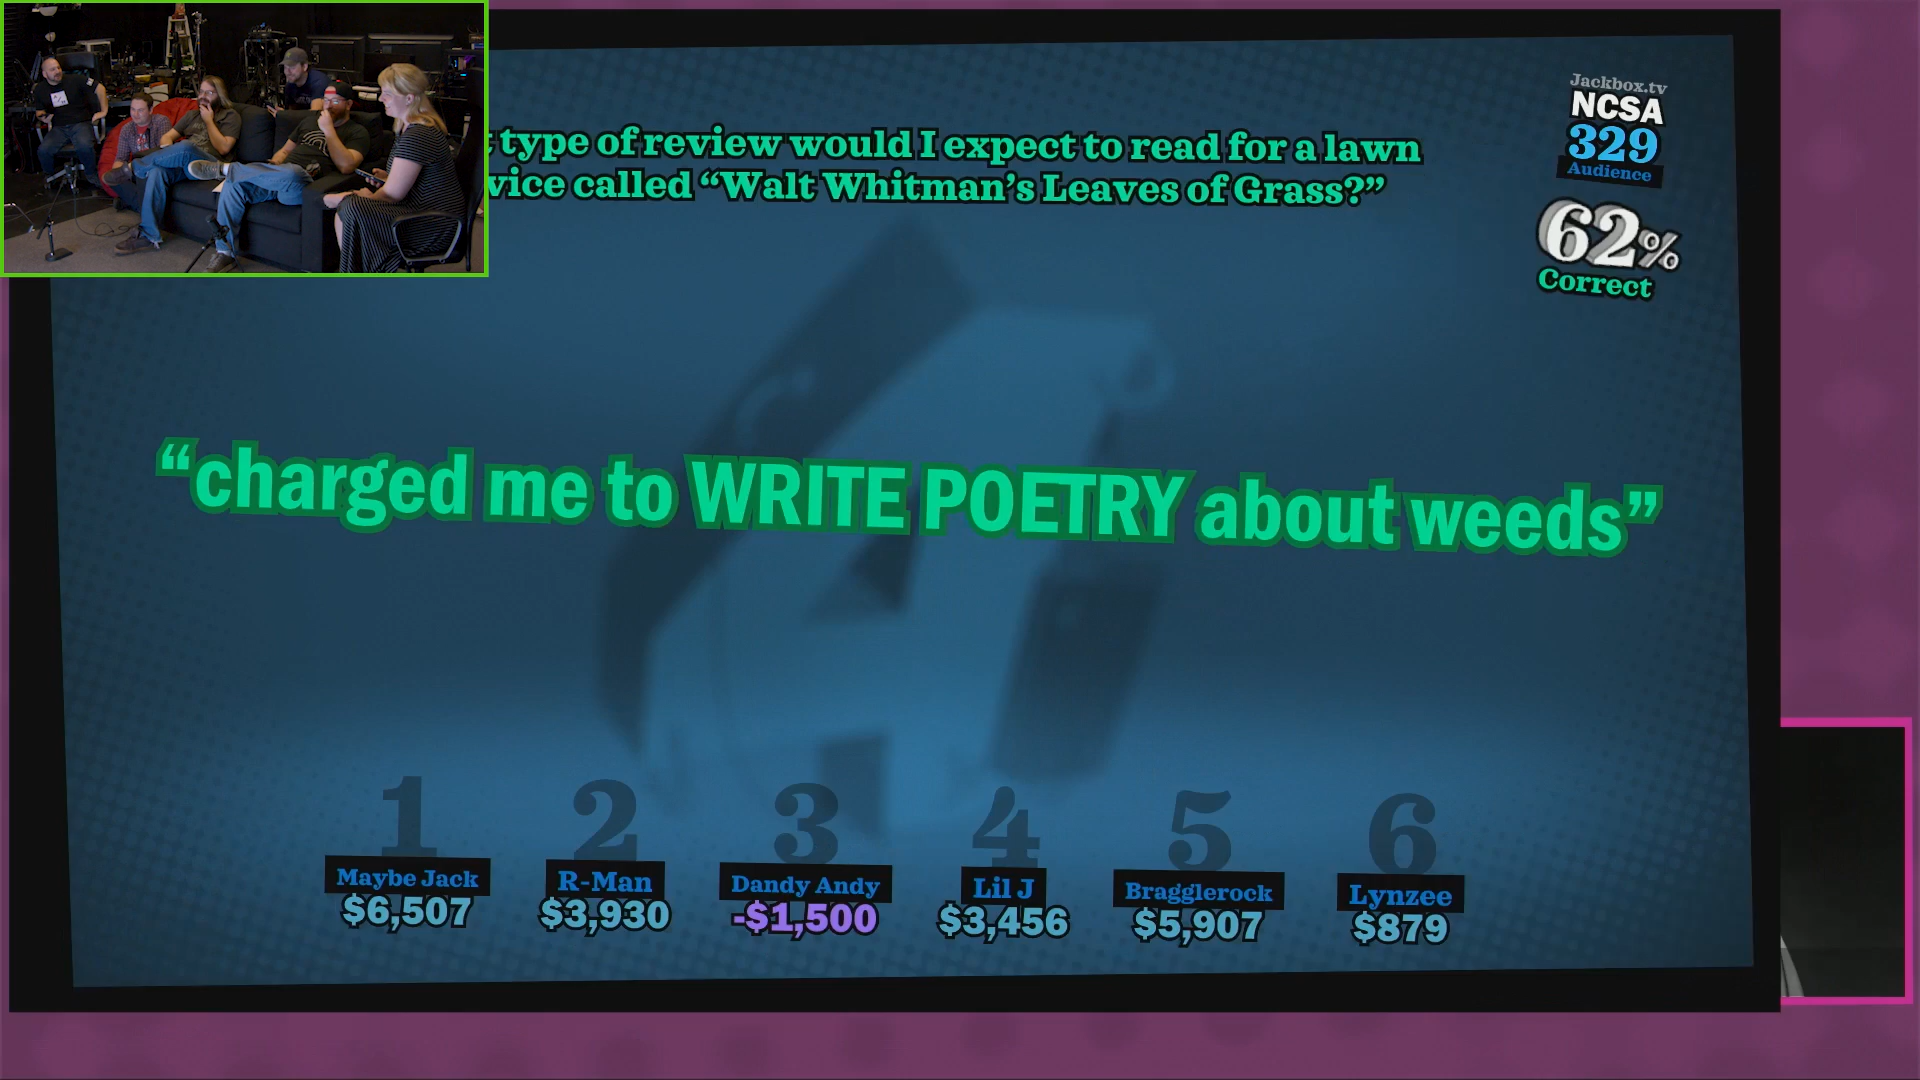 type of review would I expect to read for a lawn
vice called “Walt Whitman’s Leaves of Grass?”
Jackbox.tv
NCSA
329
Audience
62%
Correct
“charged me to WRITE POETRY about weeds”
1 2 3 4 5 6
Maybe Jack R-Man Dandy Andy Lil J Bragglerock Lynzee
$6,507 $3,930 -$1,500 $3,456 $5,907 $879